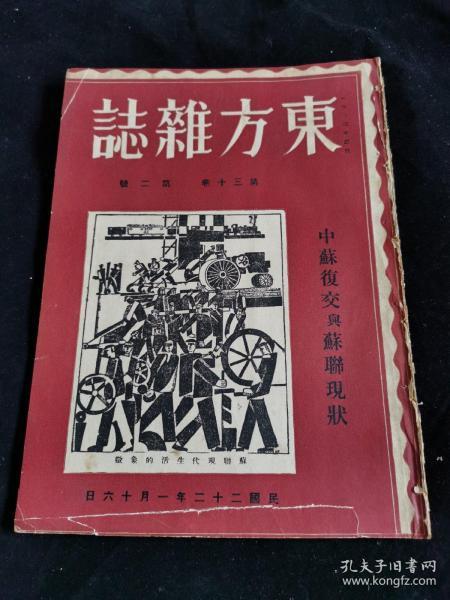 東方雜誌
第三十卷 第二號
中蘇復交與蘇聯現狀
蘇聯現代生活的象徵
民國二十二年一月十六日
孔夫子旧书网
www.kongfz.com